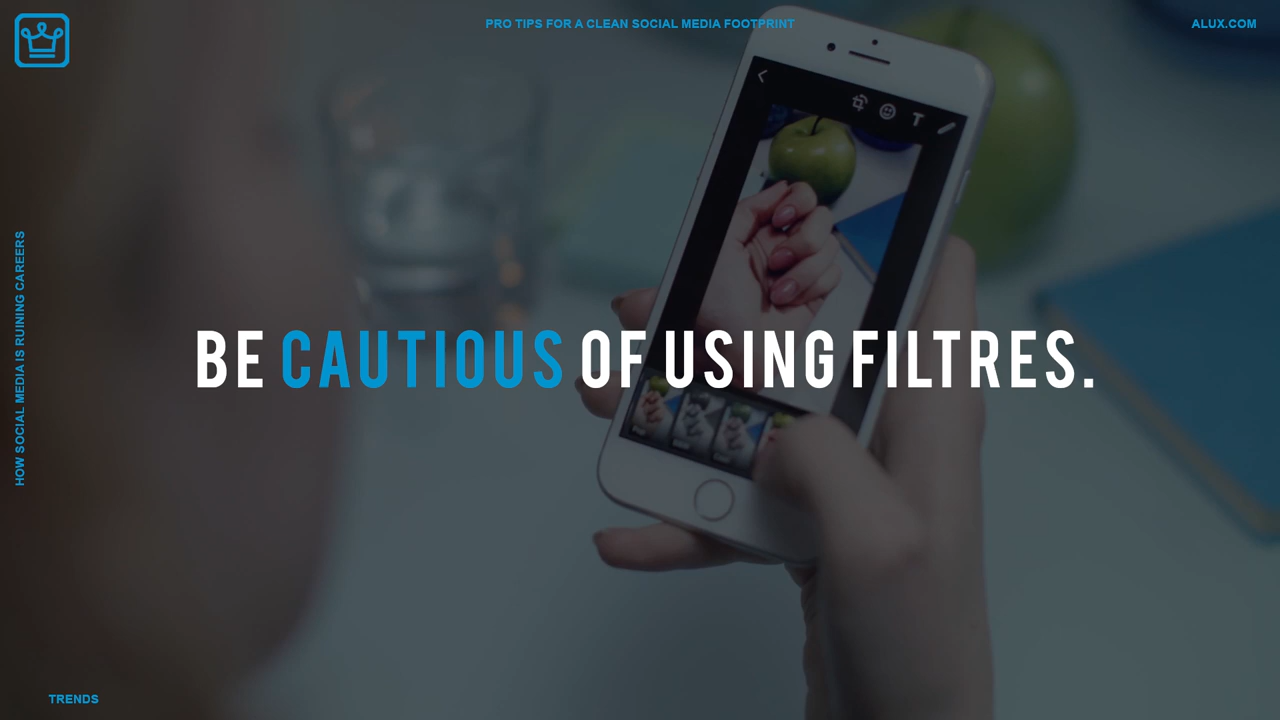 PRO TIPS FOR A CLEAN SOCIAL MEDIA FOOTPRINT
ALUX.COM
HOW SOCIAL MEDIA IS RUINING CAREERS
T
BE CAUTIOUS OF USING FILTRES.
TRENDS